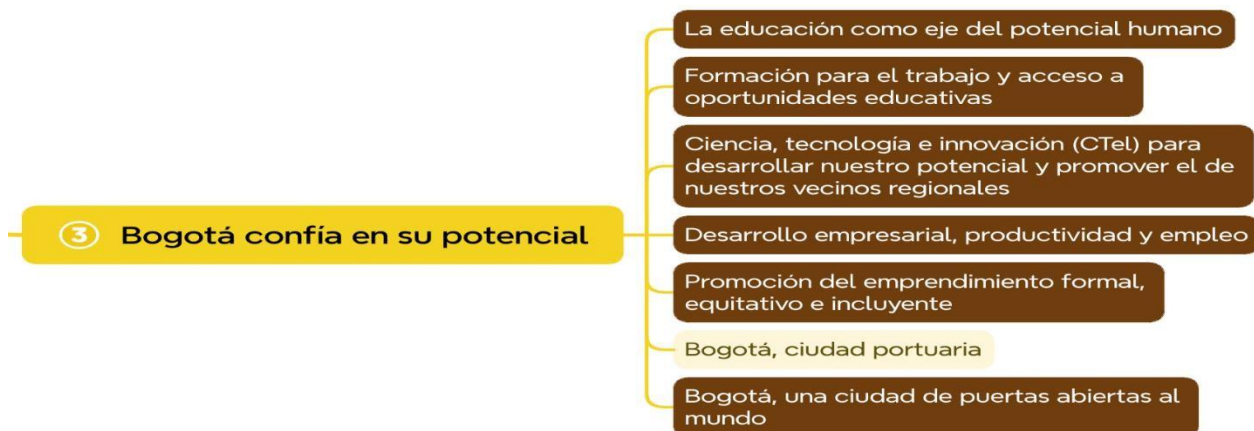 ③ Bogotá confía en su potencial
La educación como eje del potencial humano
Formación para el trabajo y acceso a
oportunidades educativas
Ciencia, tecnología e innovación (CTel) para
desarrollar nuestro potencial y promover el de
nuestros vecinos regionales
Desarrollo empresarial, productividad y empleo
Promoción del emprendimiento formal,
equitativo e incluyente
Bogotá, ciudad portuaria
Bogotá, una ciudad de puertas abiertas al
mundo